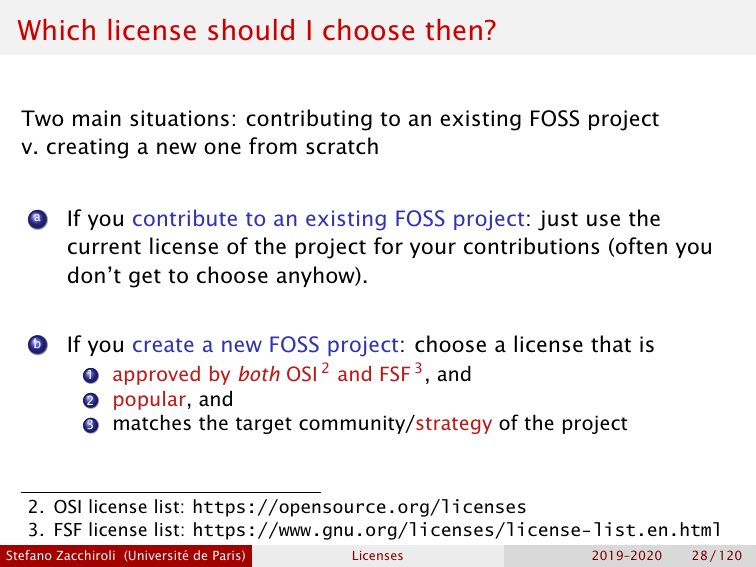 Which license should I choose then?
Two main situations: contributing to an existing FOSS project
v. creating a new one from scratch
a If you contribute to an existing FOSS project: just use the
current license of the project for your contributions (often you
don't get to choose anyhow).
b If you create a new FOSS project: choose a license that is
1 approved by both OSI 2 and FSF 3, and
2 popular, and
3 matches the target community/strategy of the project
2. OSI license list: https://opensource.org/licenses
3. FSF license list: https://www.gnu.org/licenses/license-list.en.html
Stefano Zacchiroli (Université de Paris) Licenses 2019–2020 28 / 120